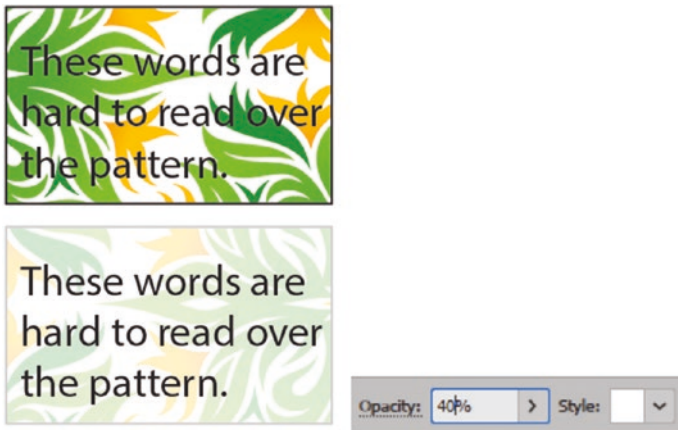 These words are
hard to read over
the pattern.
These words are
hard to read over
the pattern.
Opacity: 40% Style: